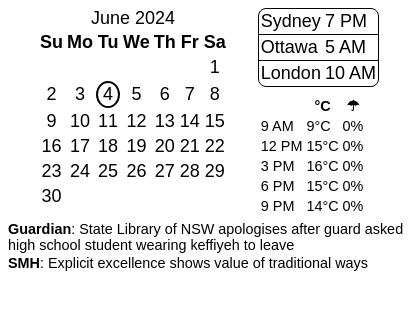 June 2024
Su Mo Tu We Th Fr Sa
1
2 3 4 5 6 7 8
9 10 11 12 13 14 15
16 17 18 19 20 21 22
23 24 25 26 27 28 29
30
Sydney 7 PM
Ottawa 5 AM
London 10 AM
°C ☂
9 AM 9°C 0%
12 PM 15°C 0%
3 PM 16°C 0%
6 PM 15°C 0%
9 PM 14°C 0%
Guardian: State Library of NSW apologises after guard asked
high school student wearing keffiyeh to leave
SMH: Explicit excellence shows value of traditional ways